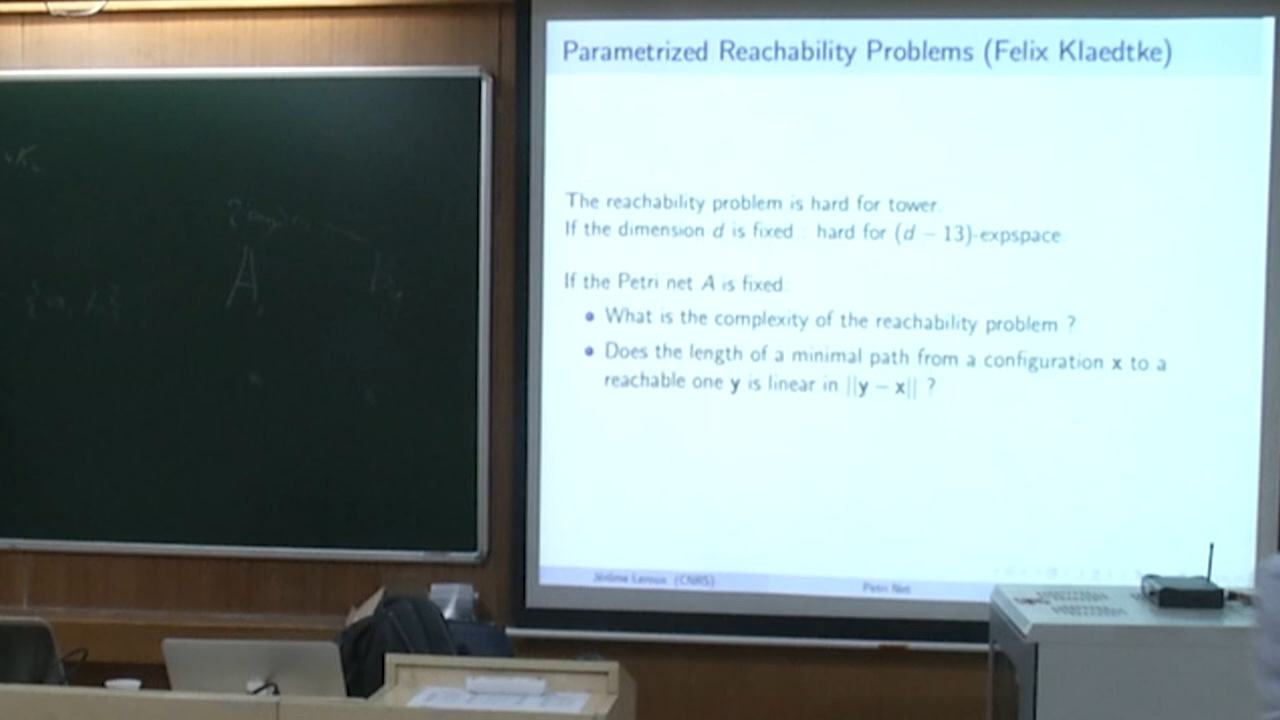 Parametrized Reachability Problems (Felix Klaedtke)
The reachability problem is hard for tower.
If the dimension d is fixed : hard for (d − 13)-expspace.
If the Petri net A is fixed:
• What is the complexity of the reachability problem ?
• Does the length of a minimal path from a configuration x to a
reachable one y is linear in ||y − x|| ?
Jérôme Leroux (CNRS)
Petri Net
A